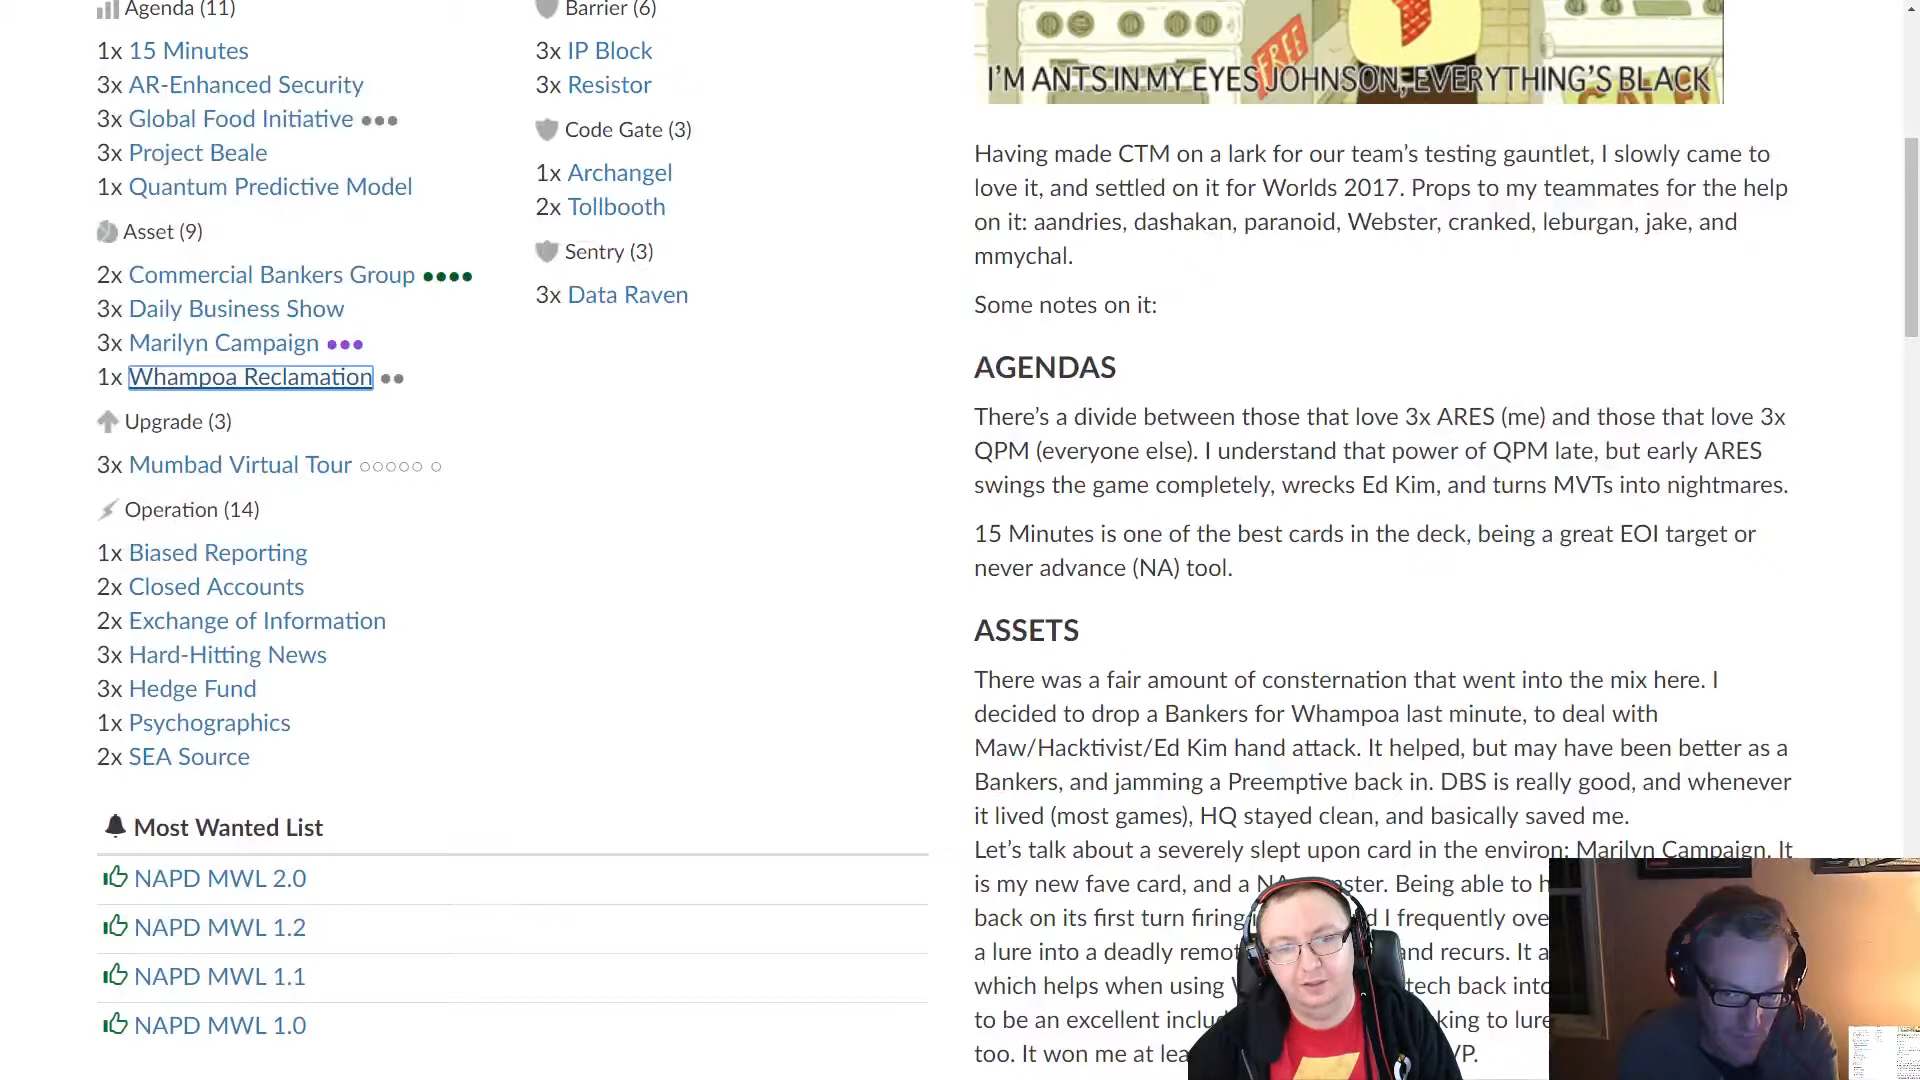 Agenda (11)
1x 15 Minutes
3x AR-Enhanced Security
3x Global Food Initiative
3x Project Beale
1x Quantum Predictive Model
Asset (9)
2x Commercial Bankers Group
3x Daily Business Show
3x Marilyn Campaign
1x Whampoa Reclamation
Upgrade (3)
3x Mumbad Virtual Tour
Operation (14)
1x Biased Reporting
2x Closed Accounts
2x Exchange of Information
3x Hard-Hitting News
3x Hedge Fund
1x Psychographics
2x SEA Source
Most Wanted List
NAPD MWL 2.0
NAPD MWL 1.2
NAPD MWL 1.1
NAPD MWL 1.0
Barrier (6)
3x IP Block
3x Resistor
Code Gate (3)
1x Archangel
2x Tollbooth
Sentry (3)
3x Data Raven
FREE
I'M ANTS IN MY EYES JOHNSON, EVERYTHING'S BLACK
Having made CTM on a lark for our team's testing gauntlet, I slowly came to
love it, and settled on it for Worlds 2017. Props to my teammates for the help
on it: aandries, dashakan, paranoid, Webster, cranked, leburgan, jake, and
mmychal.
Some notes on it:
AGENDAS
There's a divide between those that love 3x ARES (me) and those that love 3x
QPM (everyone else). I understand that power of QPM late, but early ARES
swings the game completely, wrecks Ed Kim, and turns MVTs into nightmares.
15 Minutes is one of the best cards in the deck, being a great EOI target or
never advance (NA) tool.
ASSETS
There was a fair amount of consternation that went into the mix here. I
decided to drop a Bankers for Whampoa last minute, to deal with
Maw/Hacktivist/Ed Kim hand attack. It helped, but may have been better as a
Bankers, and jamming a Preemptive back in. DBS is really good, and whenever
it lived (most games), HQ stayed clean, and basically saved me.
Let's talk about a severely slept upon card in the environ: Marilyn Campaign. It
is my new fave card, and a ster. Being able to
back on its first turn firing I frequently
a lure into a deadly and recurs. It
which helps when using tech back into
to be an excellent king to lure
too. It won me at